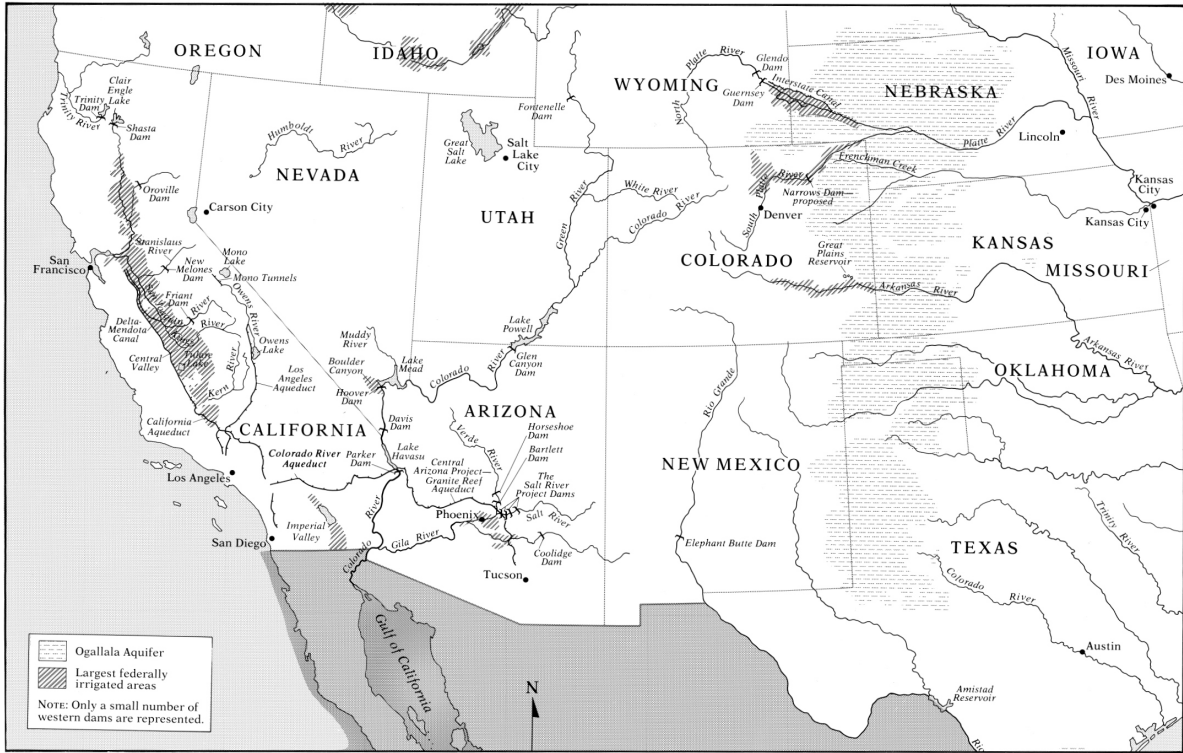 OREGON
IDAHO
WYOMING
NEBRASKA
IOWA
Des Moines
Missouri
River
Clair
Engle
Lake
Trinity
Dam
Trinity River
Shasta
Dam
Humboldt
River
NEVADA
Great
Salt
Lake
Salt
Lake
City
Fontenelle
Dam
North
Platte
River
Glendo
Dam
Guernsey
Dam
Interstate Canal
Platte
River
Lincoln
Oroville
Dam
Carson City
UTAH
Green
River
White River
Colorado
River
South
Platte
River
Frenchman Creek
Narrows Dam
proposed
Denver
Kansas
City
Kansas City
San
Francisco
Stanislaus
River
New
Melones
Dam
Mono
Lake
Mono Tunnels
COLORADO
Great
Plains
Reservoir
Arkansas
River
KANSAS
MISSOURI
Friant
Dam
River
River
Owens River
Delta-
Mendota
Canal
Central
Valley
Tulare
Lake
Kern
River
Owens
Lake
Los
Angeles
Aqueduct
California
Aqueduct
Muddy
River
Boulder
Canyon
Hoover
Dam
Lake
Mead
Colorado
River
Lake
Powell
Glen
Canyon
Dam
Rio Grande
Arkansas River
OKLAHOMA
CALIFORNIA
Colorado River
Aqueduct
Parker
Dam
Davis
Dam
Lake
Havasu
ARIZONA
Verde
River
Horseshoe
Dam
Bartlett
Dam
Central
Arizona Project—
Granite Reef
Aqueduct
The
Salt River
Project Dams
NEW MEXICO
Los Angeles
Imperial
Valley
San Diego
Colorado
River
Phoenix
Salt
River
Gila River
Coolidge
Dam
Tucson
Elephant Butte Dam
TEXAS
Trinity
River
Colorado
River
Austin
Gulf of California
Amistad
Reservoir
Rio
N
Ogallala Aquifer
Largest federally
irrigated areas
NOTE: Only a small number of
western dams are represented.